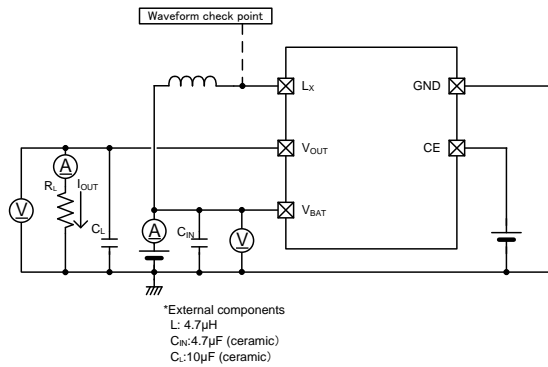 Waveform check point
LX
GND
VOUT
CE
A
RL
IOUT
V
CL
VBAT
A
CIN
V
*External components
L: 4.7μH
CIN:4.7μF (ceramic)
CL:10μF (ceramic)